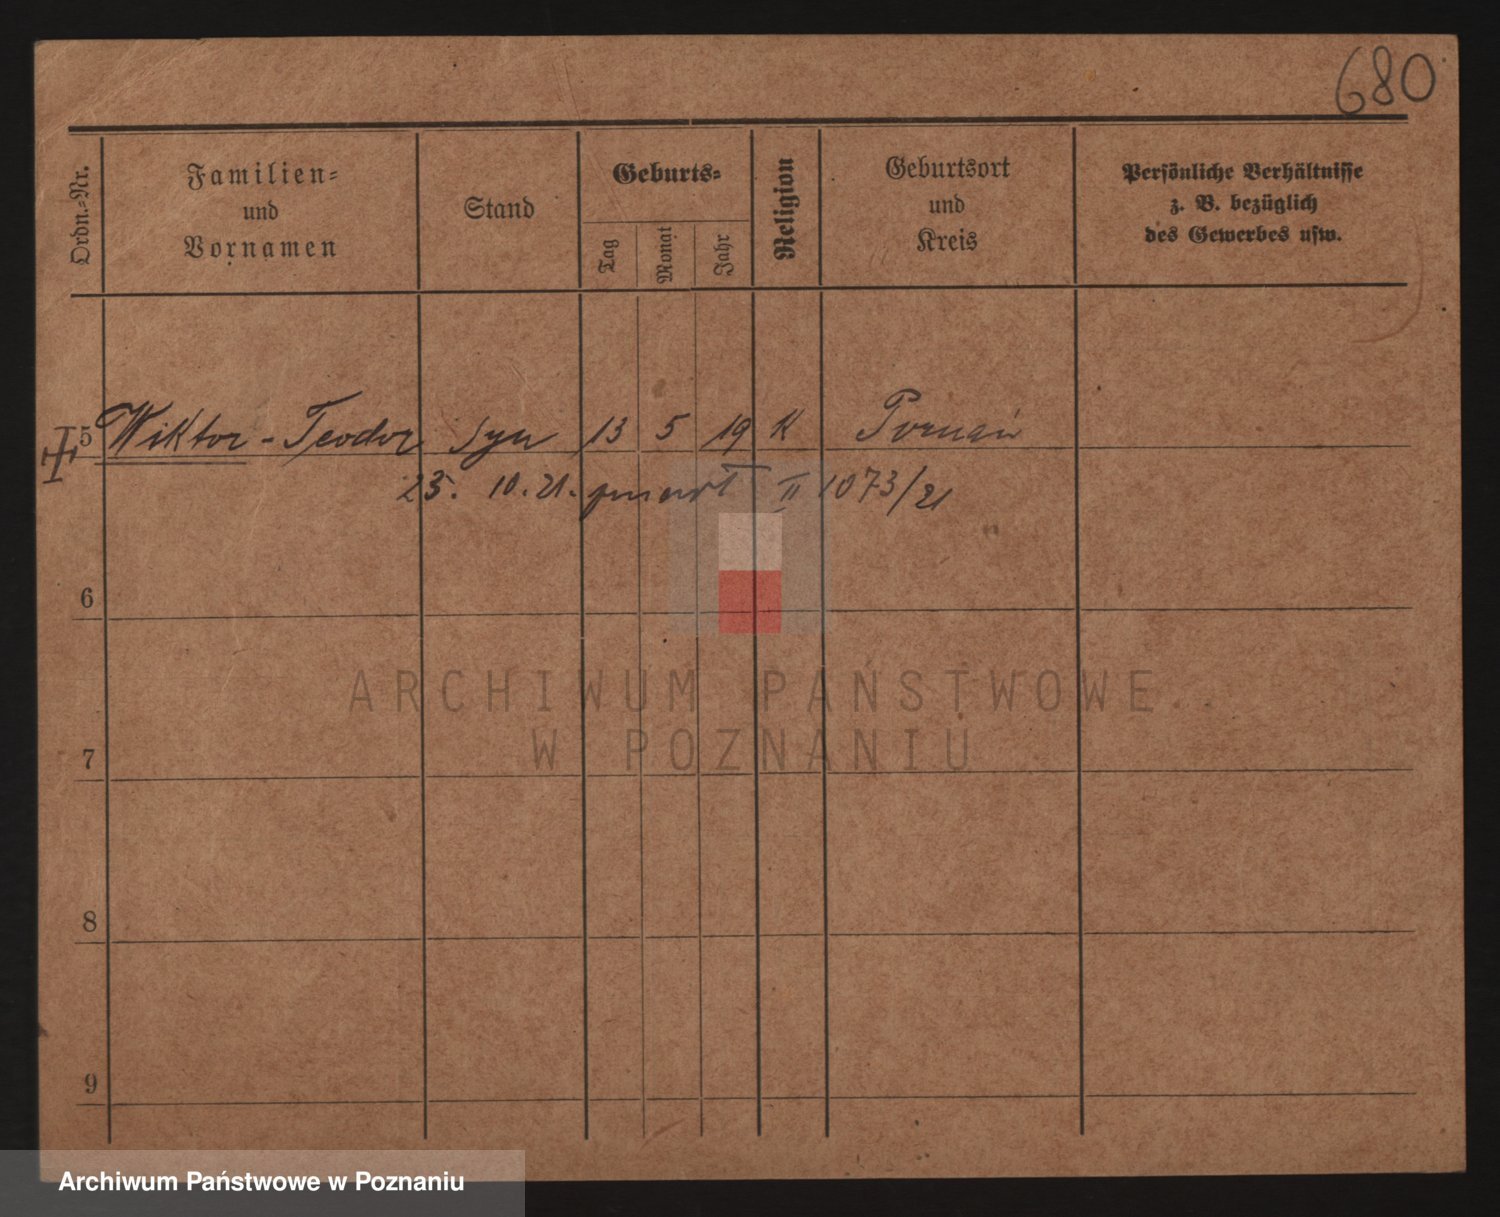 680
Ordn.-Nr.
Familien-
und
Vornamen
Stand
Geburts-
Tag
Monat
Jahr
Religion
Geburtsort
und
Kreis
Persönliche Verhältnisse
z. B. bezüglich
des Gewerbes usw.
5 Wiktor - Teodor syn 13 5 19 K Poznań
25. 10. 21. II 1073/21
6
ARCHIWUM PAŃSTWOWE
W POZNANIU
7
8
9
Archiwum Państwowe w Poznaniu